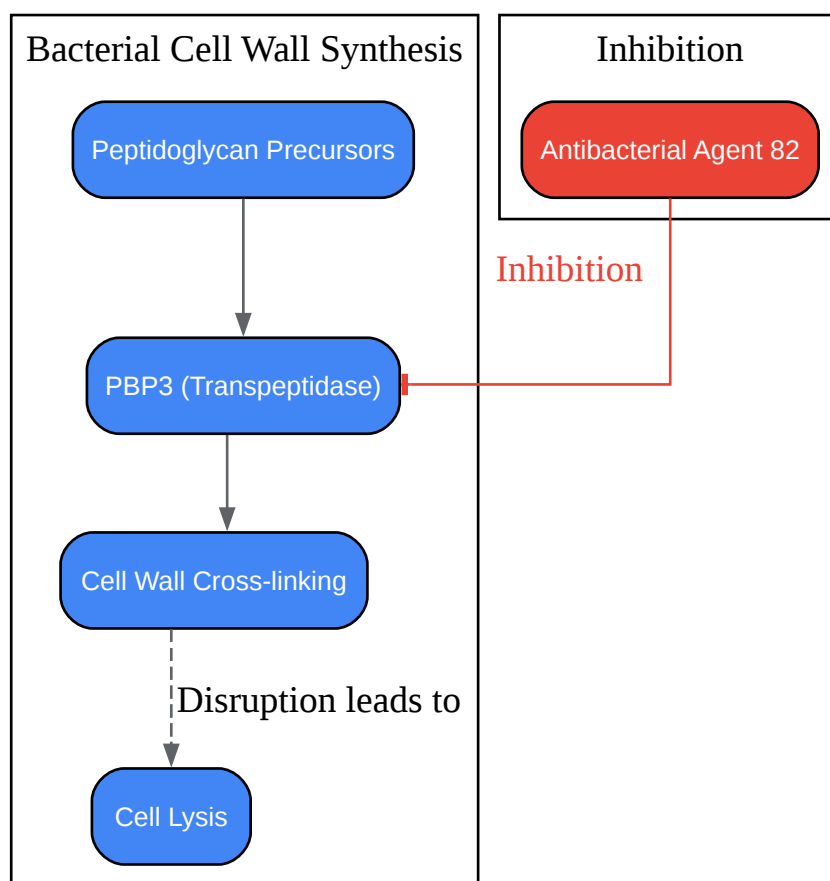 Bacterial Cell Wall Synthesis
Peptidoglycan Precursors
PBP3 (Transpeptidase)
Cell Wall Cross-linking
Disruption leads to
Cell Lysis
Inhibition
Antibacterial Agent 82
Inhibition